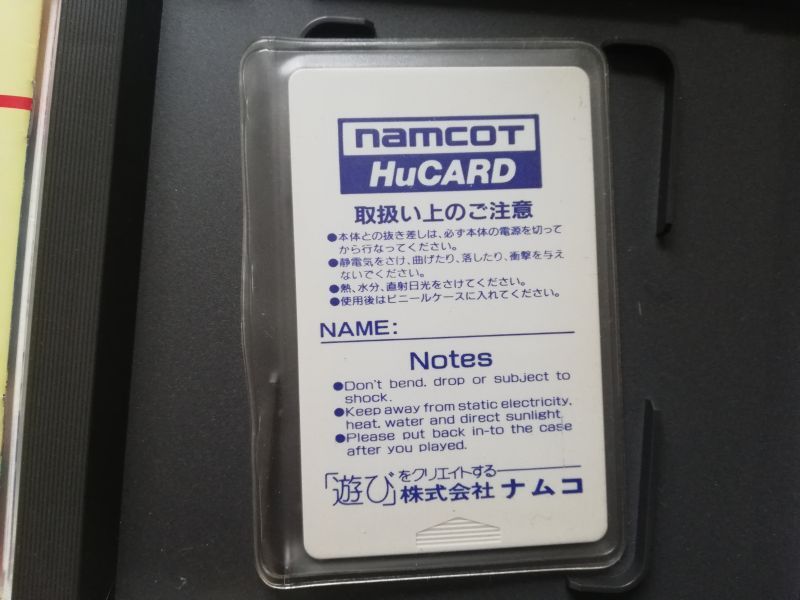 namcoT
HuCARD
取扱い上のご注意
●本体との抜き差しは、必ず本体の電源を切って
から行なってください。
●静電気をさけ、曲げたり、落したり、衝撃を与え
ないでください。
●熱、水分、直射日光をさけてください。
●使用後はビニールケースに入れてください。
NAME:
Notes
●Don't bend, drop or subject to
shock.
●Keep away from static electricity,
heat, water and direct sunlight.
●Please put back in-to the case
after you played.
「遊び」をクリエイトする
株式会社 ナムコ